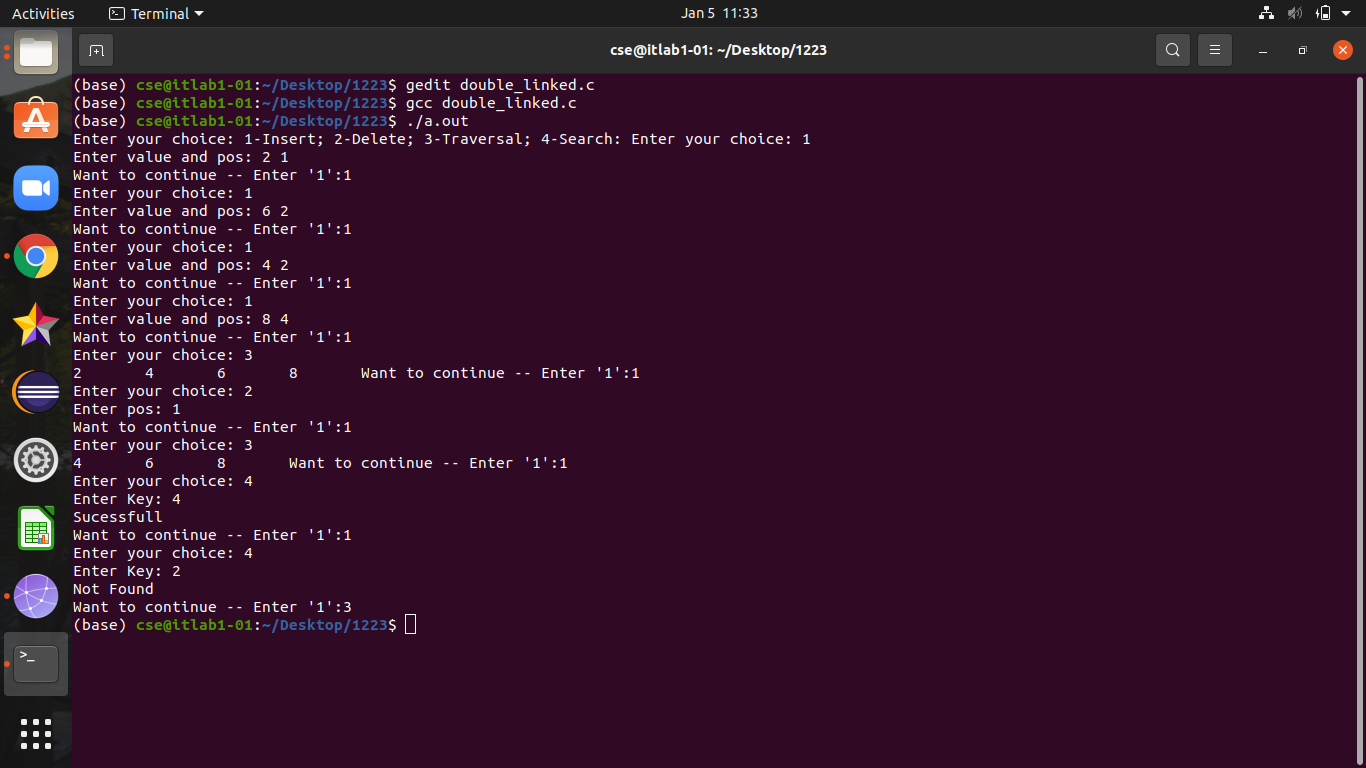 Activities Terminal Jan 5 11:33
cse@itlab1-01: ~/Desktop/1223
(base) cse@itlab1-01:~/Desktop/1223$ gedit double_linked.c
(base) cse@itlab1-01:~/Desktop/1223$ gcc double_linked.c
(base) cse@itlab1-01:~/Desktop/1223$ ./a.out
Enter your choice: 1-Insert; 2-Delete; 3-Traversal; 4-Search: Enter your choice: 1
Enter value and pos: 2 1
Want to continue -- Enter '1':1
Enter your choice: 1
Enter value and pos: 6 2
Want to continue -- Enter '1':1
Enter your choice: 1
Enter value and pos: 4 2
Want to continue -- Enter '1':1
Enter your choice: 1
Enter value and pos: 8 4
Want to continue -- Enter '1':1
Enter your choice: 3
2 4 6 8 Want to continue -- Enter '1':1
Enter your choice: 2
Enter pos: 1
Want to continue -- Enter '1':1
Enter your choice: 3
4 6 8 Want to continue -- Enter '1':1
Enter your choice: 4
Enter Key: 4
Sucessfull
Want to continue -- Enter '1':1
Enter your choice: 4
Enter Key: 2
Not Found
Want to continue -- Enter '1':3
(base) cse@itlab1-01:~/Desktop/1223$